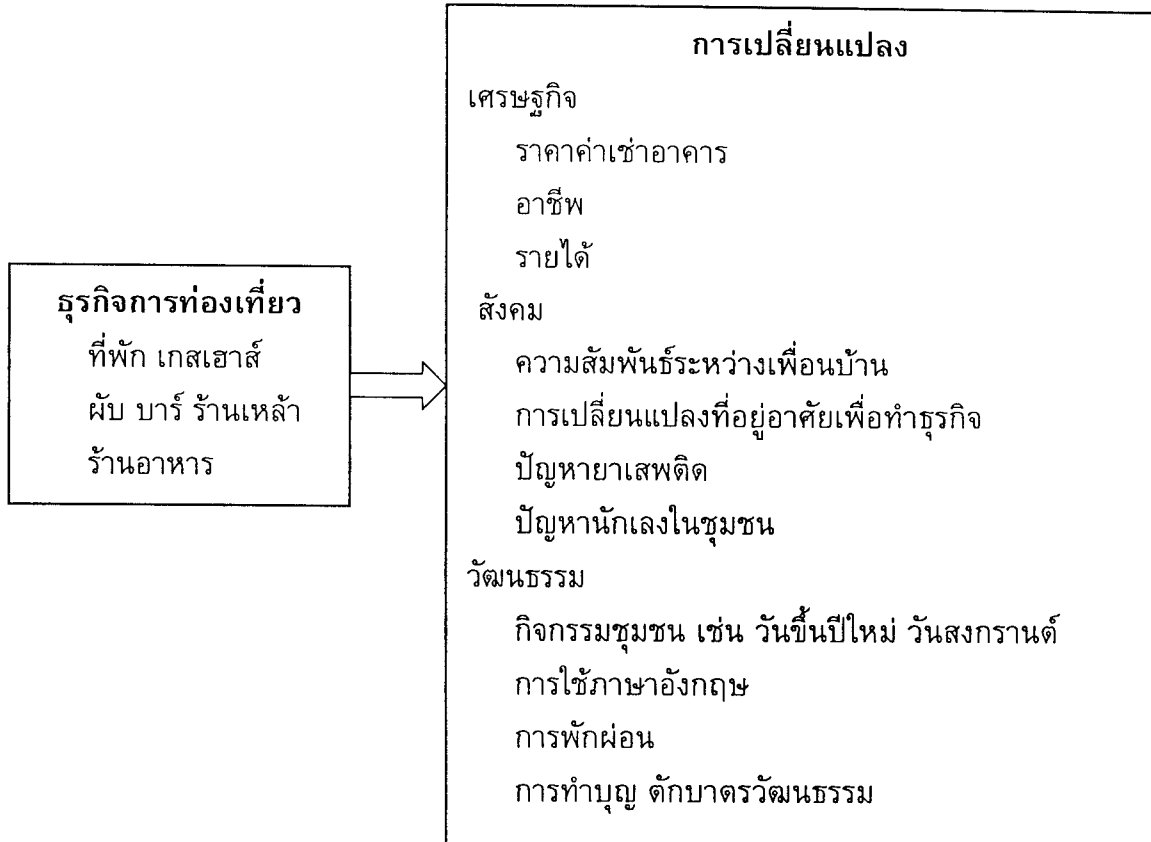 ธุรกิจการท่องเที่ยว
ที่พัก เกสเฮาส์
ผับ บาร์ ร้านเหล้า
ร้านอาหาร
การเปลี่ยนแปลง
เศรษฐกิจ
ราคาค่าเช่าอาคาร
อาชีพ
รายได้
สังคม
ความสัมพันธ์ระหว่างเพื่อนบ้าน
การเปลี่ยนแปลงที่อยู่อาศัยเพื่อทำธุรกิจ
ปัญหายาเสพติด
ปัญหานักเลงในชุมชน
วัฒนธรรม
กิจกรรมชุมชน เช่น วันขึ้นปีใหม่ วันสงกรานต์
การใช้ภาษาอังกฤษ
การพักผ่อน
การทำบุญ ตักบาตรวัฒนธรรม